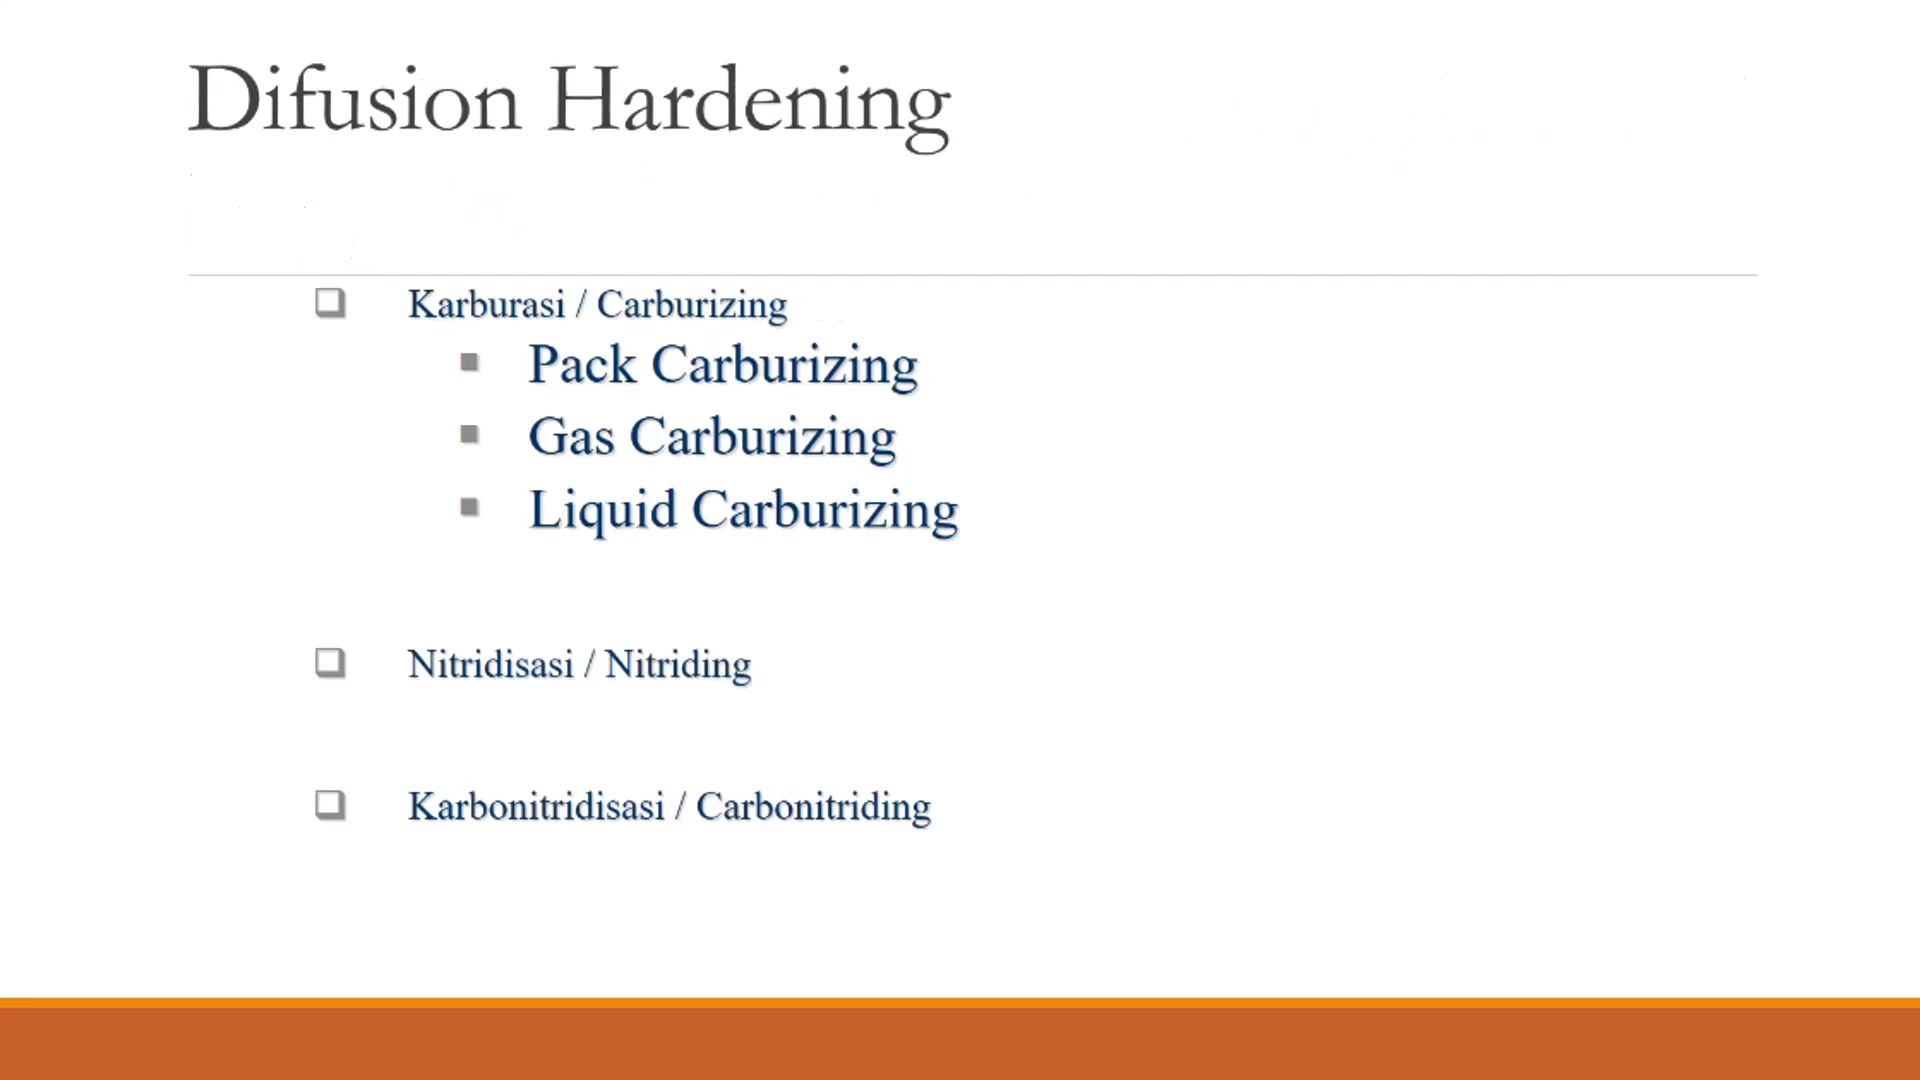 Difusion Hardening
Karburasi / Carburizing
Pack Carburizing
Gas Carburizing
Liquid Carburizing
Nitridisasi / Nitriding
Karbonitridisasi / Carbonitriding